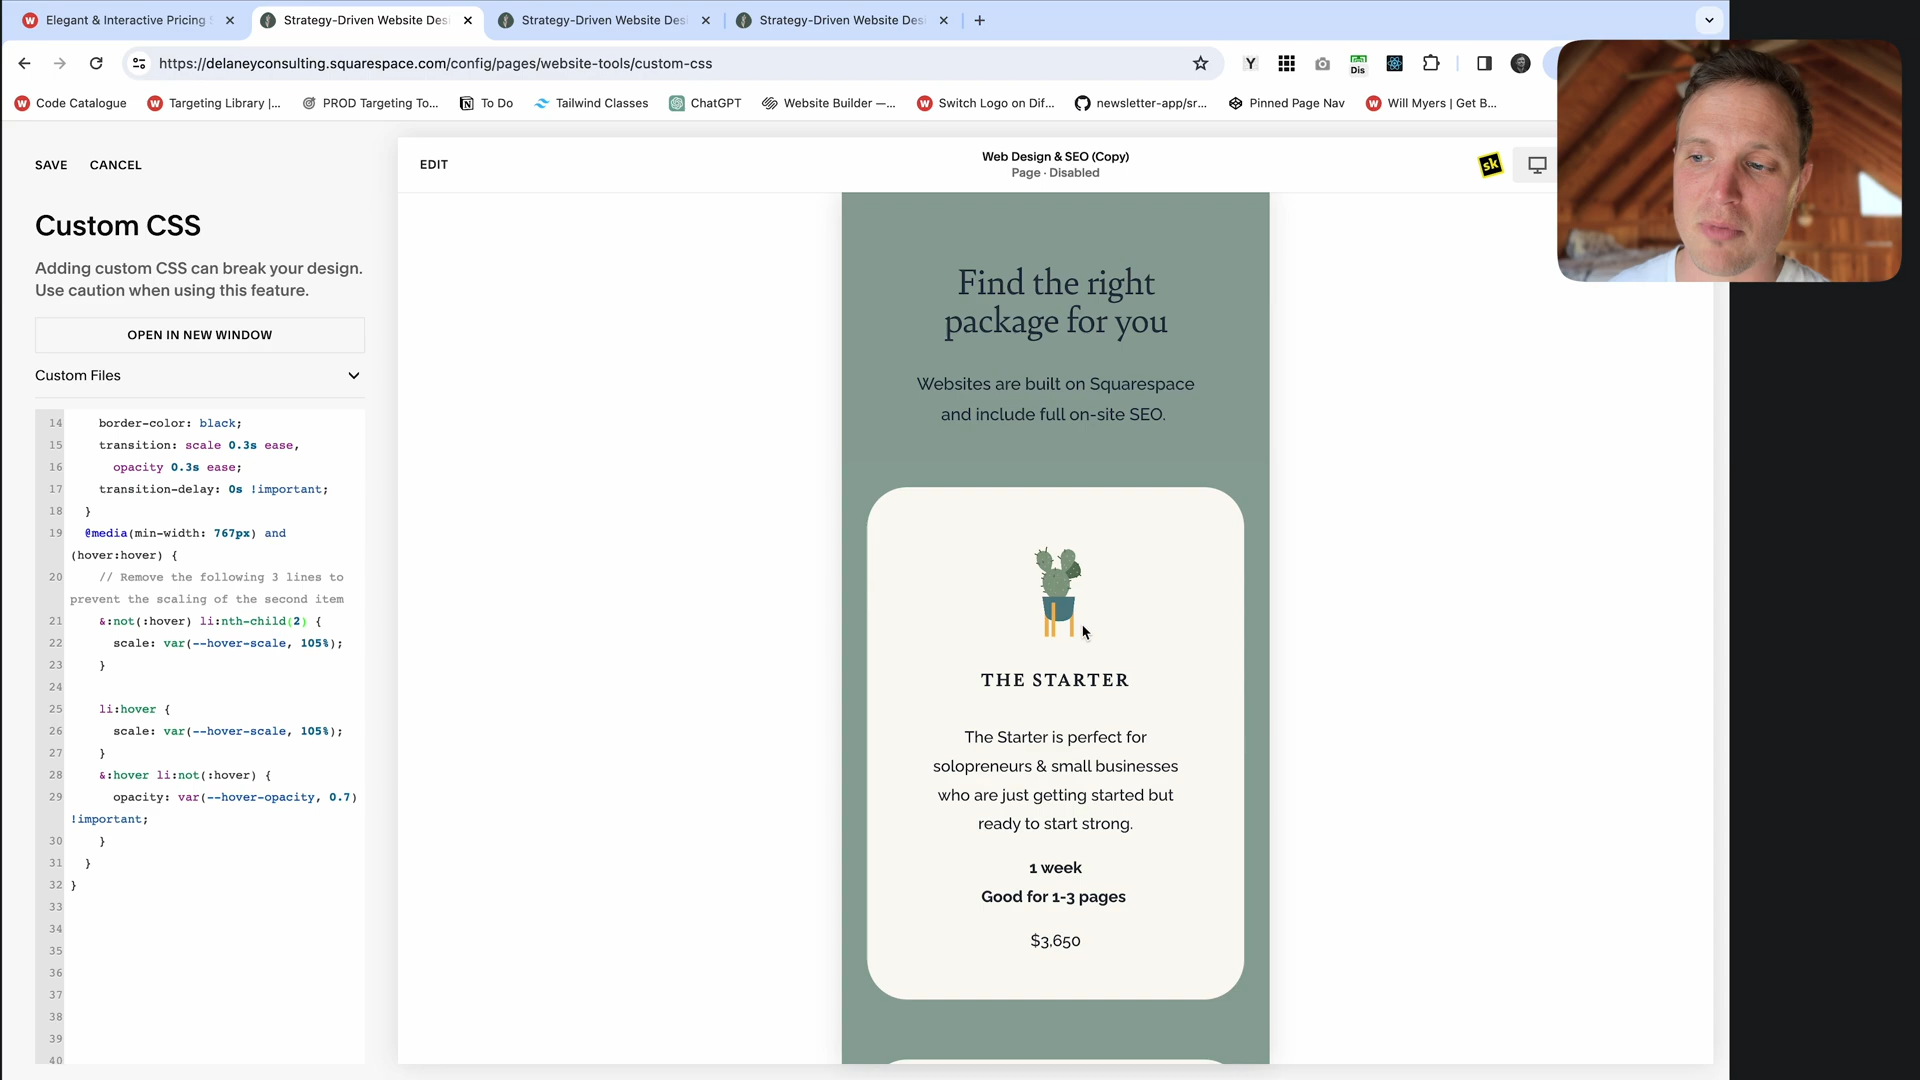 Elegant & Interactive Pricing
Strategy-Driven Website Des
Strategy-Driven Website Des
Strategy-Driven Website Des
https://delaneyconsulting.squarespace.com/config/pages/website-tools/custom-css
Y
Dis
Code Catalogue
Targeting Library |...
PROD Targeting To...
To Do
Tailwind Classes
ChatGPT
Website Builder —...
Switch Logo on Dif...
newsletter-app/sr...
Pinned Page Nav
Will Myers | Get B...
SAVE
CANCEL
EDIT
Web Design & SEO (Copy)
Page · Disabled
sk
Custom CSS
Adding custom CSS can break your design.
Use caution when using this feature.
OPEN IN NEW WINDOW
Custom Files
14 border-color: black;
15 transition: scale 0.3s ease,
16 opacity 0.3s ease;
17 transition-delay: 0s !important;
18 }
19 @media(min-width: 767px) and
(hover:hover) {
20 // Remove the following 3 lines to
prevent the scaling of the second item
21 &:not(:hover) li:nth-child(2) {
22 scale: var(--hover-scale, 105%);
23 }
24
25 li:hover {
26 scale: var(--hover-scale, 105%);
27 }
28 &:hover li:not(:hover) {
29 opacity: var(--hover-opacity, 0.7)
!important;
30 }
31 }
32 }
33
34
35
36
37
38
39
40
Find the right
package for you
Websites are built on Squarespace
and include full on-site SEO.
THE STARTER
The Starter is perfect for
solopreneurs & small businesses
who are just getting started but
ready to start strong.
1 week
Good for 1-3 pages
$3,650